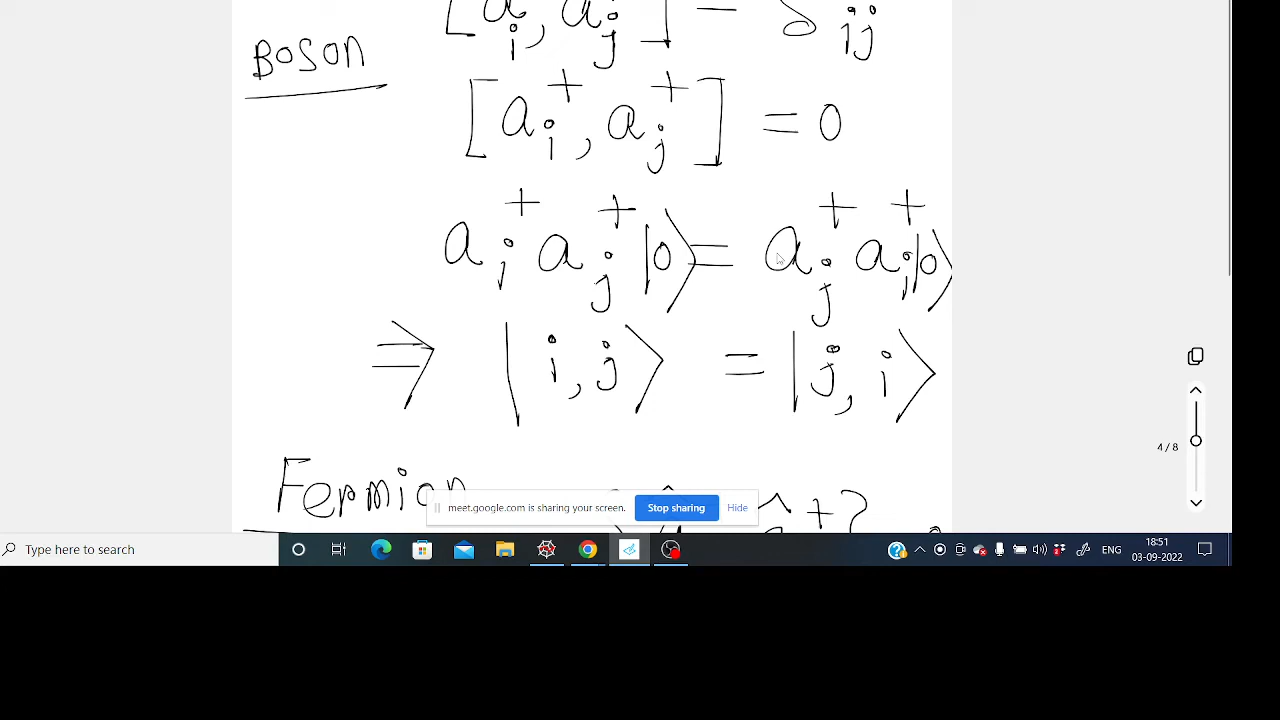 [a_i, a_j^+] = δ_ij
Boson
[a_i^+, a_j^+] = 0
a_i^+ a_j^+ |0⟩ = a_j^+ a_i^+ |0⟩
⇒ |i, j⟩ = |j, i⟩
4 / 8
Fermion
meet.google.com is sharing your screen. Stop sharing Hide
Type here to search
ENG
18:51
03-09-2022